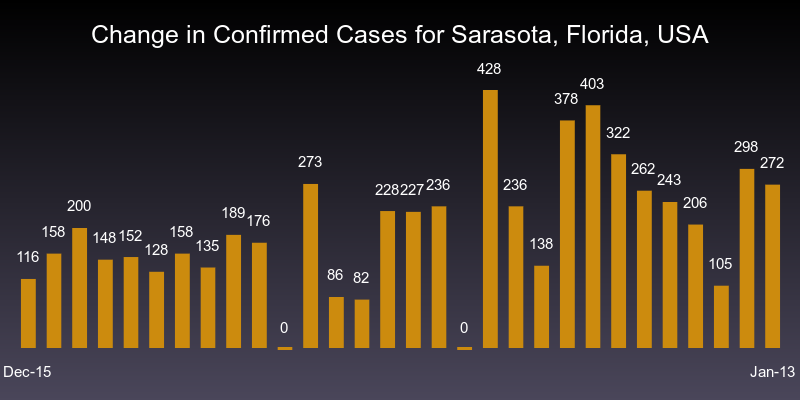 Change in Confirmed Cases for Sarasota, Florida, USA
116 158 200 148 152 128 158 135 189 176 0 273 86 82 228 227 236 0 428 236 138 378 403 322 262 243 206 105 298 272
Dec-15 Jan-13